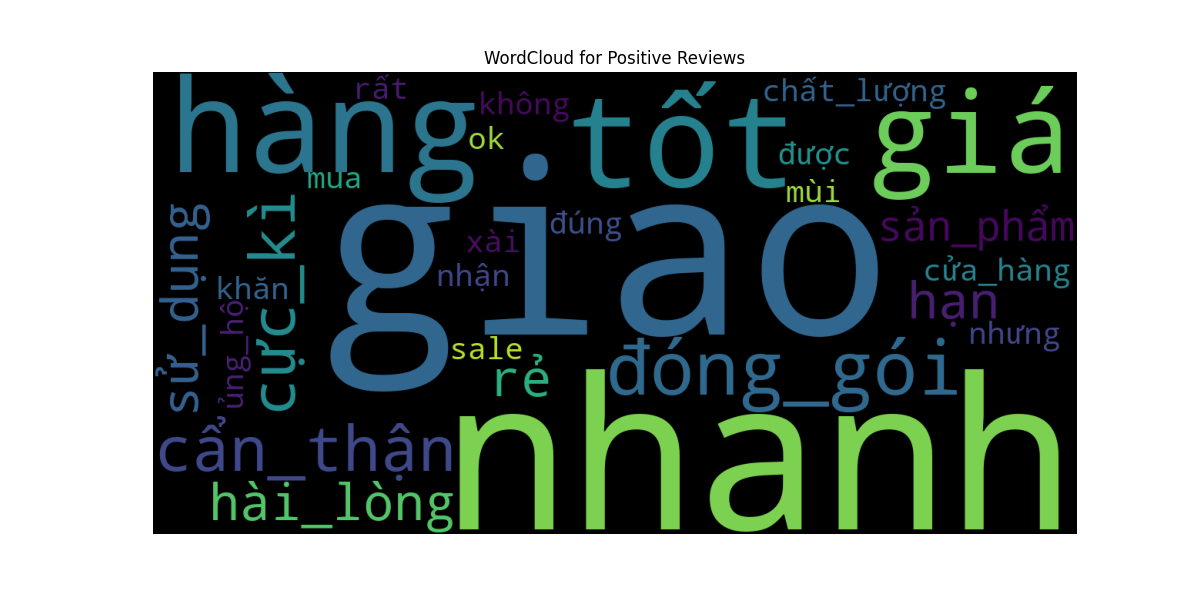 WordCloud for Positive Reviews
rất
không
chất_lượng
hàng
.
tốt
giá
ok
được
mua
mùi
giao
đúng
xài
nhận
sản_phẩm
cửa_hàng
hạn
nhưng
sử_dụng
khăn
ủng_hộ
cực_kì
sale
rẻ
đóng_gói
nhanh
cẩn_thận
hài_lòng